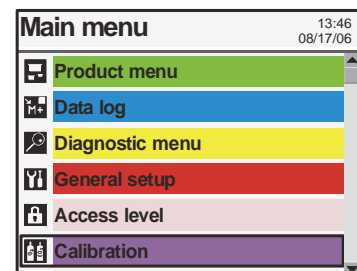 Main menu
13:46
08/17/06
Product menu
M+ Data log
Diagnostic menu
General setup
Access level
Calibration